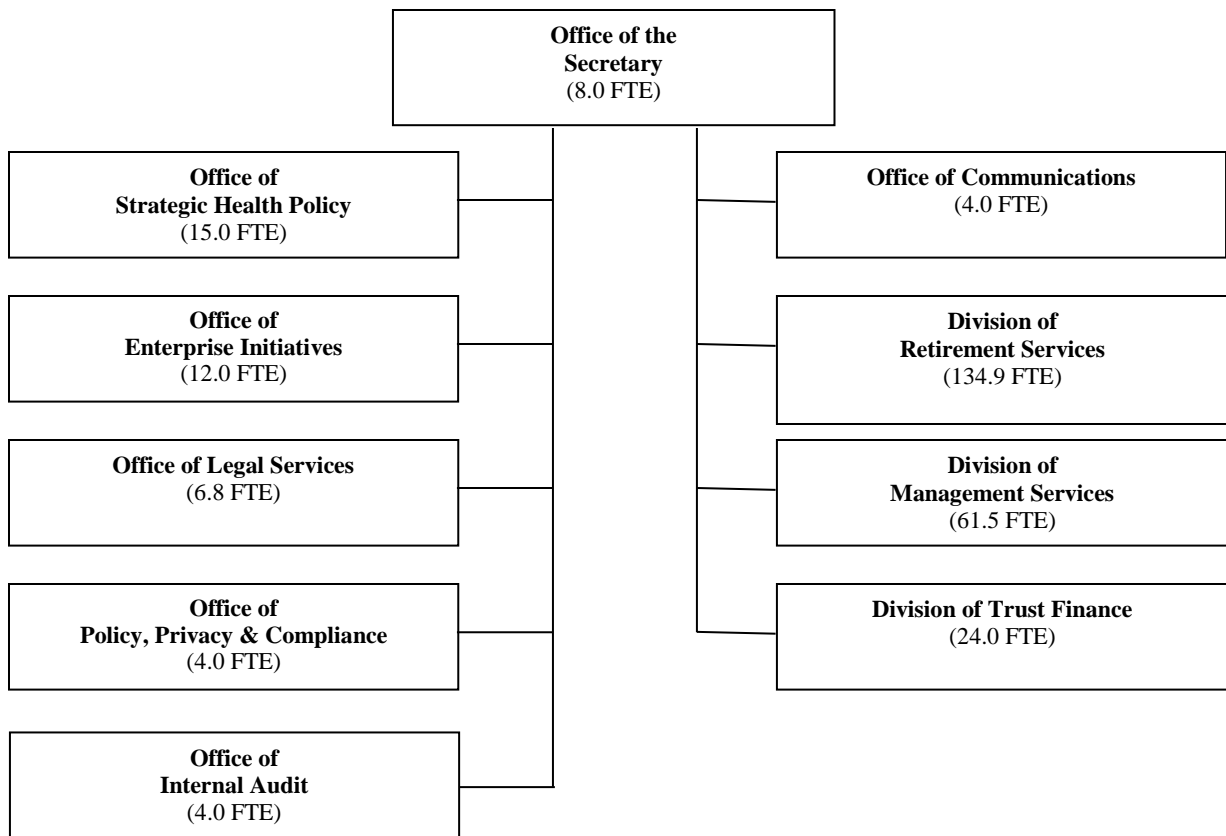 Office of the
Secretary
(8.0 FTE)
Office of
Strategic Health Policy
(15.0 FTE)
Office of
Enterprise Initiatives
(12.0 FTE)
Office of Legal Services
(6.8 FTE)
Office of
Policy, Privacy & Compliance
(4.0 FTE)
Office of
Internal Audit
(4.0 FTE)
Office of Communications
(4.0 FTE)
Division of
Retirement Services
(134.9 FTE)
Division of
Management Services
(61.5 FTE)
Division of Trust Finance
(24.0 FTE)